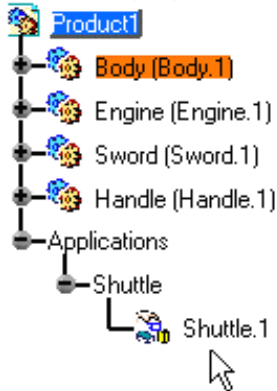 Product1
Body (Body.1)
Engine (Engine.1)
Sword (Sword.1)
Handle (Handle.1)
Applications
Shuttle
Shuttle.1